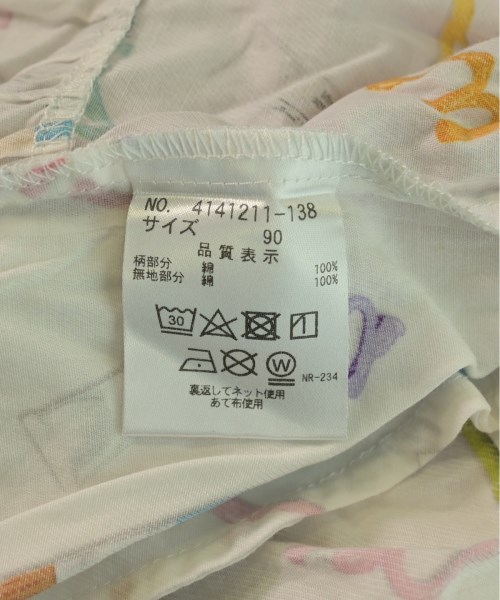 NO. 4141211-138
サイズ 90
品質表示
柄部分 綿 100%
無地部分 綿 100%
30
W
NR-234
裏返してネット使用
あて布使用